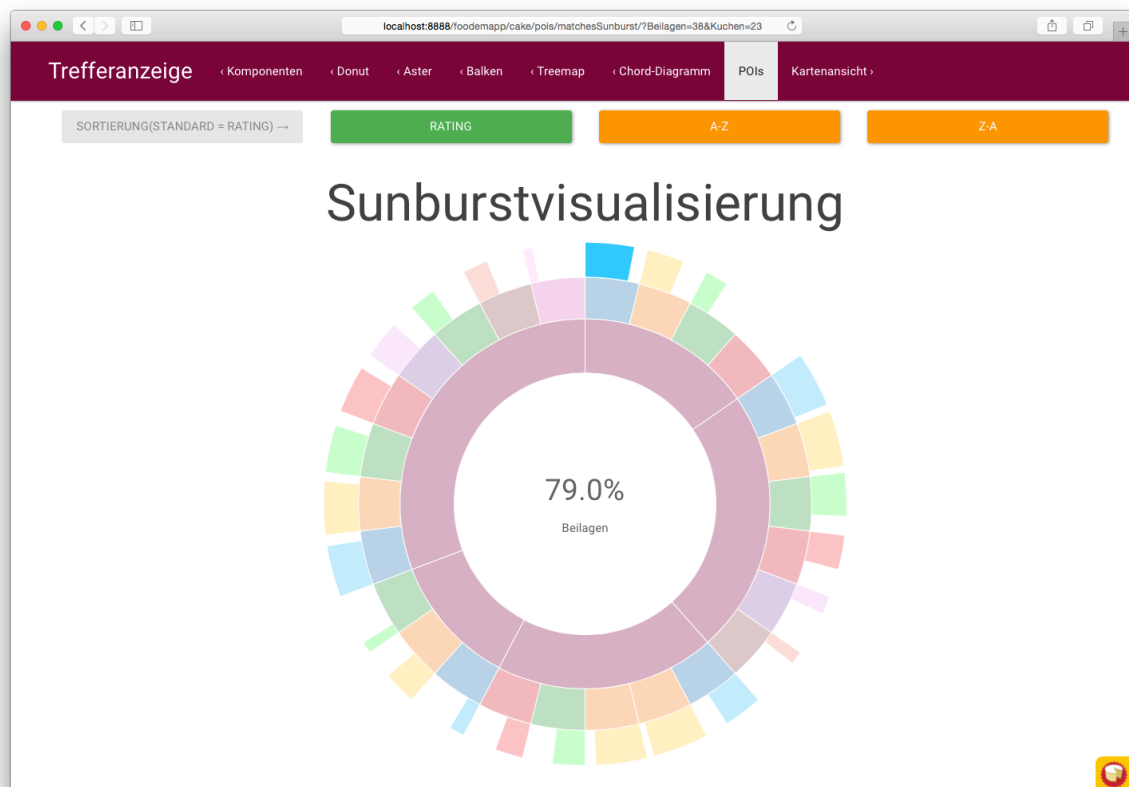 localhost:8888/foodemapp/cake/pois/matchesSunburst/?Beilagen=38&Kuchen=23
Trefferanzeige ‹ Komponenten ‹ Donut ‹ Aster ‹ Balken ‹ Treemap ‹ Chord-Diagramm POIs Kartenansicht ›
SORTIERUNG(STANDARD = RATING) → RATING A-Z Z-A
Sunburstvisualisierung
79.0%
Beilagen